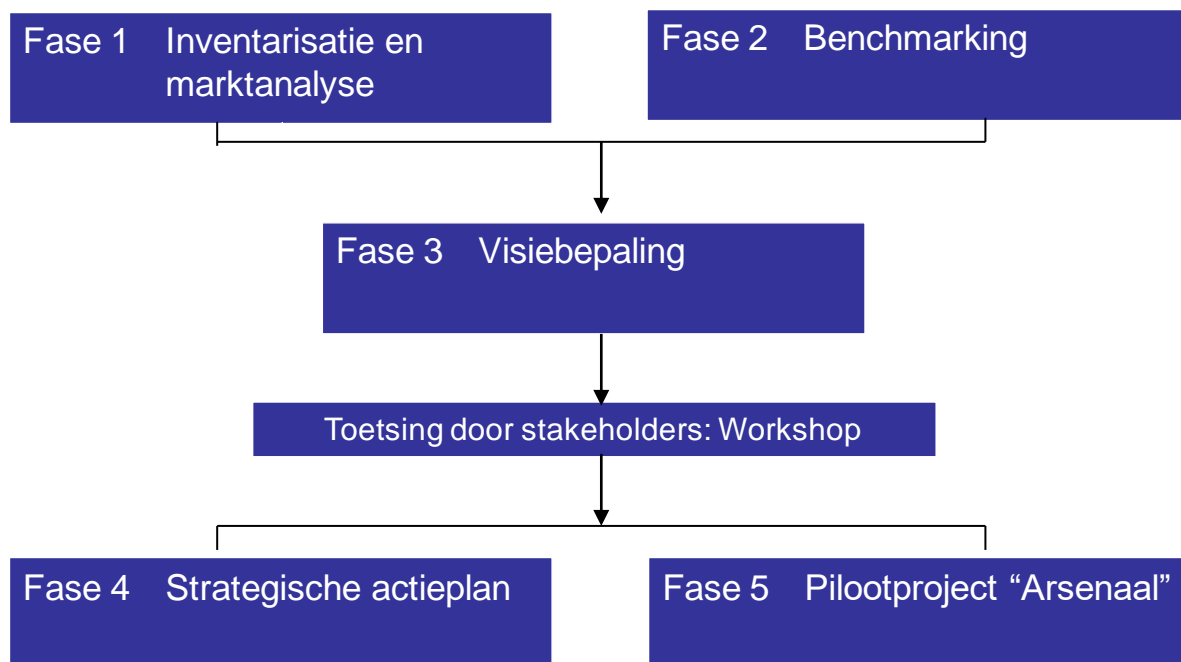 Fase 1 Inventarisatie en
marktanalyse
Fase 2 Benchmarking
Fase 3 Visiebepaling
Toetsing door stakeholders: Workshop
Fase 4 Strategische actieplan
Fase 5 Pilootproject “Arsenaal”